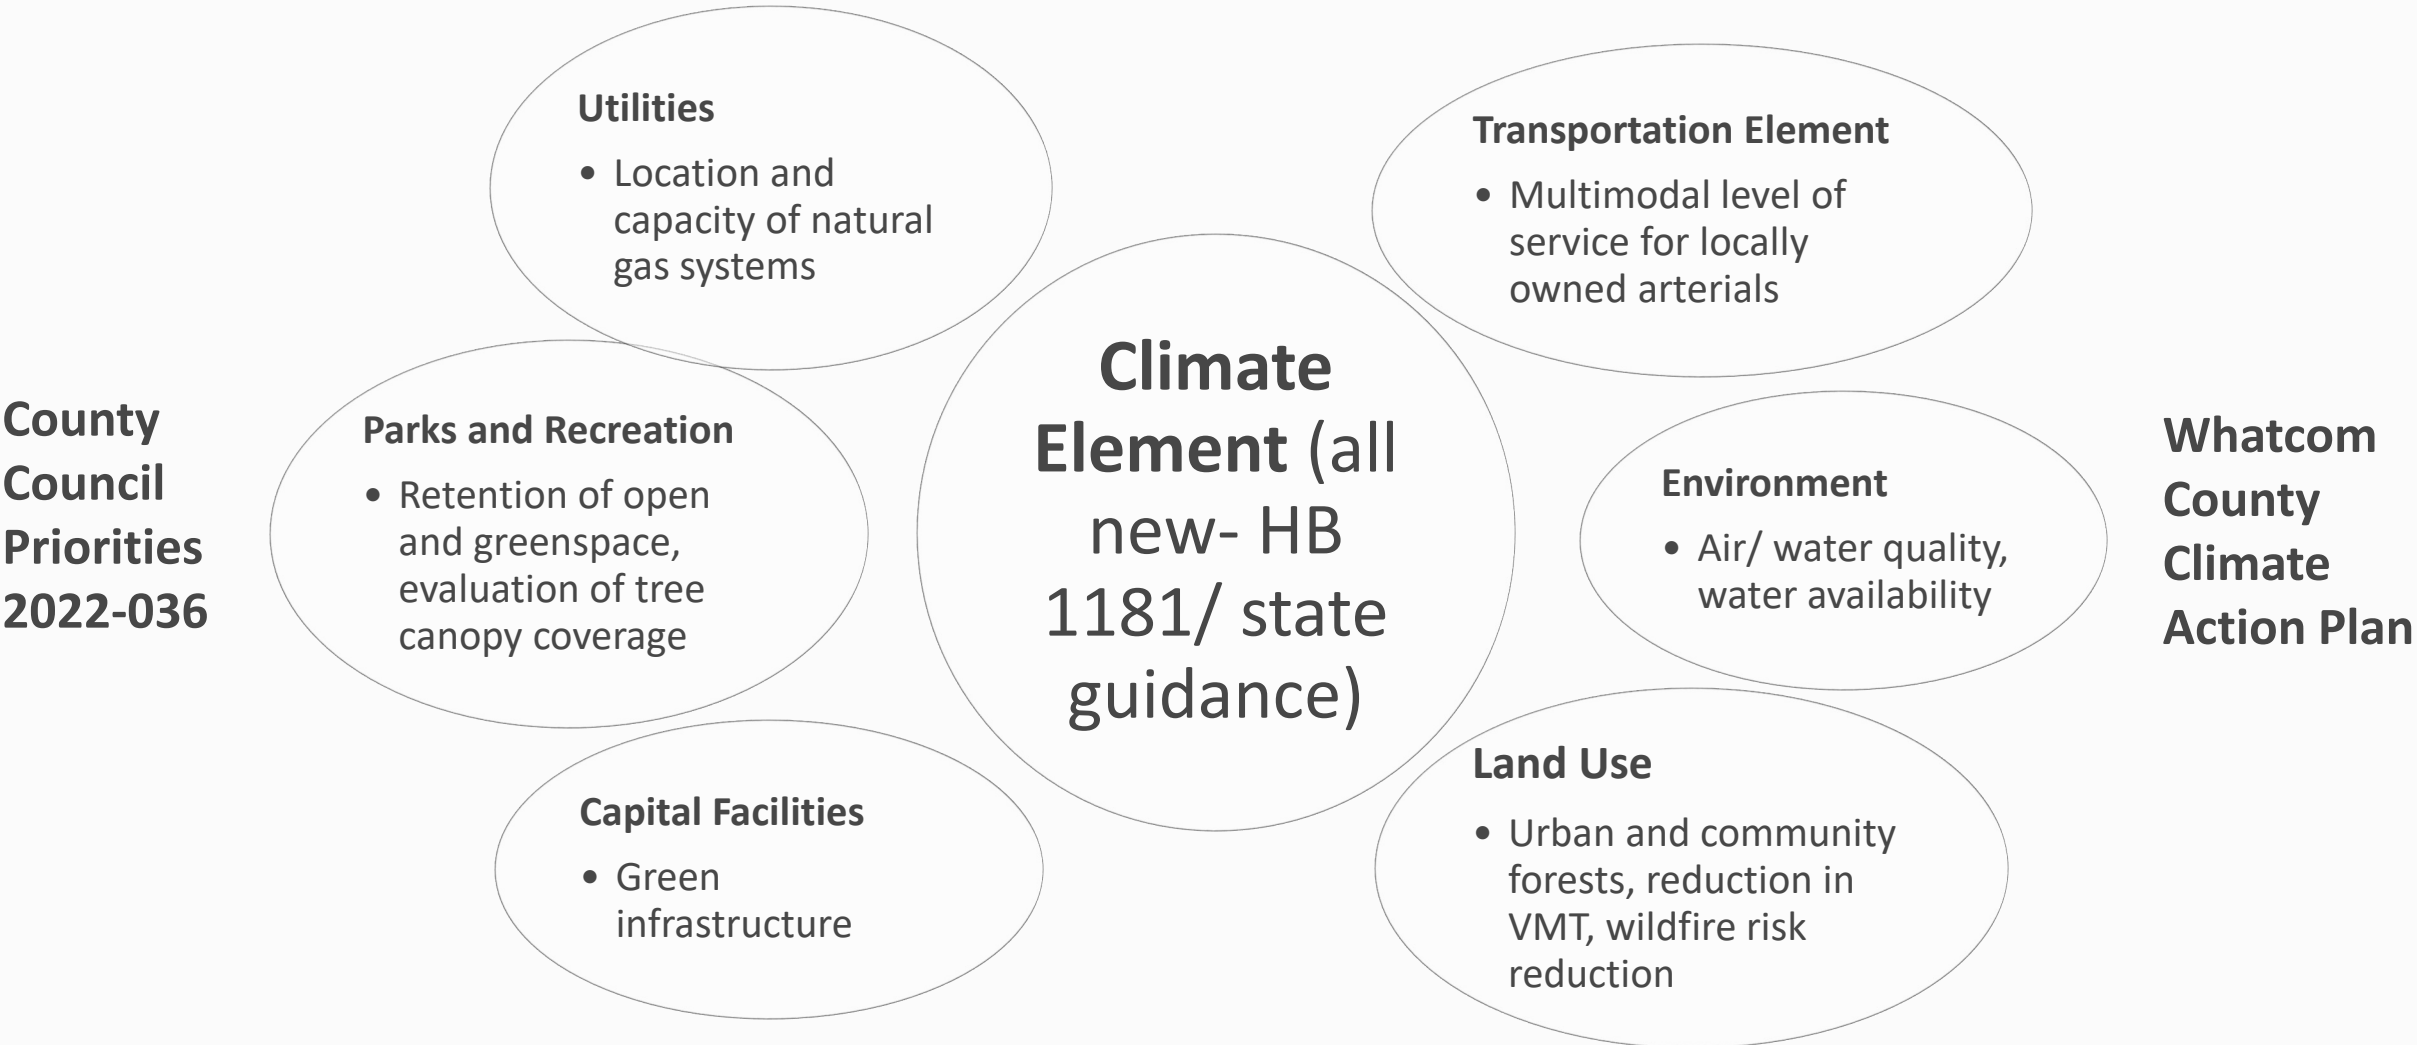 County
Council
Priorities
2022-036
Utilities
• Location and
capacity of natural
gas systems
Parks and Recreation
• Retention of open
and greenspace,
evaluation of tree
canopy coverage
Capital Facilities
• Green
infrastructure
Climate
Element (all
new- HB
1181/ state
guidance)
Transportation Element
• Multimodal level of
service for locally
owned arterials
Environment
• Air/ water quality,
water availability
Land Use
• Urban and community
forests, reduction in
VMT, wildfire risk
reduction
Whatcom
County
Climate
Action Plan